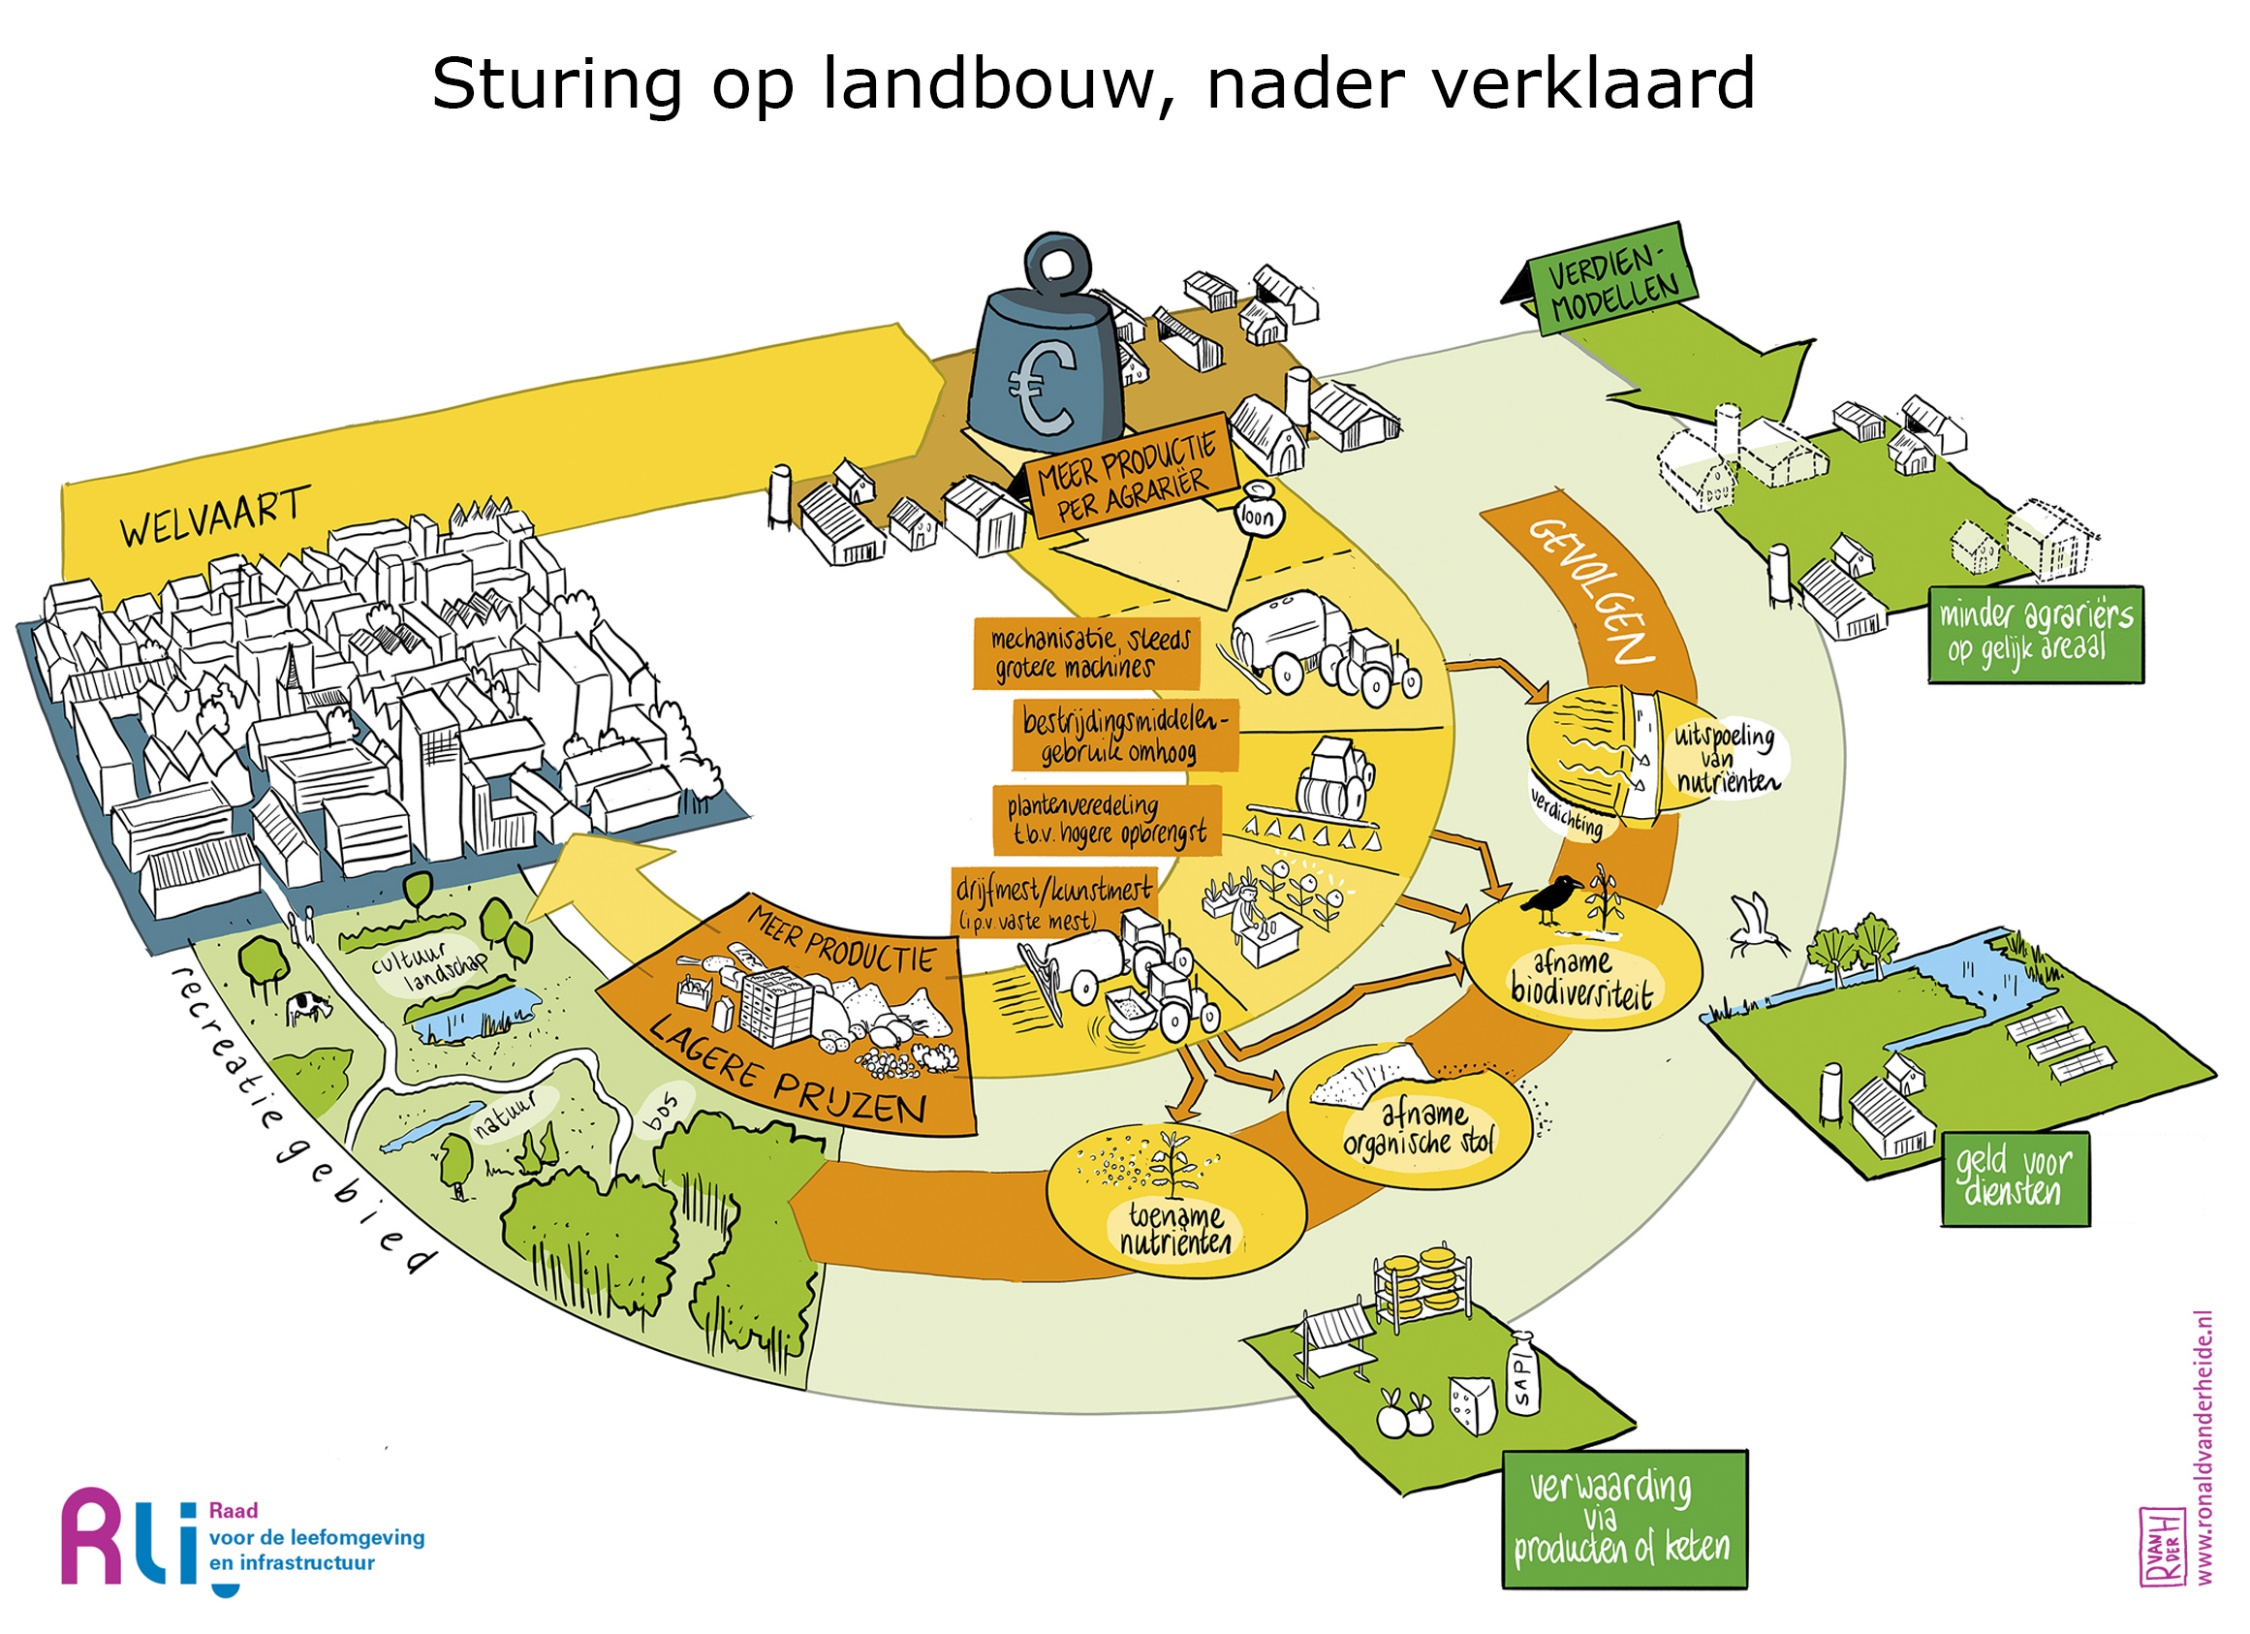 Sturing op landbouw, nader verklaard
WELVAART
€
MEER PRODUCTIE
PER AGRARIËR
loon
VERDIEN-
MODELLEN
GEVOLGEN
mechanisatie, steeds
grotere machines
bestrijdingsmiddelen-
gebruik omhoog
plantenveredeling
t.b.v. hogere opbrengst
drijfmest/kunstmest
(i.p.v. vaste mest)
MEER PRODUCTIE
LAGERE PRIJZEN
uitspoeling
van
nutriënten
verdichting
afname
biodiversiteit
afname
organische stof
toename
nutriënten
minder agrariërs
op gelijk areaal
geld voor
diensten
SAP
verwaarding
via
producten of keten
cultuur
landschap
natuur
bos
recreatiegebied
RLi
Raad
voor de leefomgeving
en infrastructuur
R VAN DER H
www.ronaldvanderheide.nl